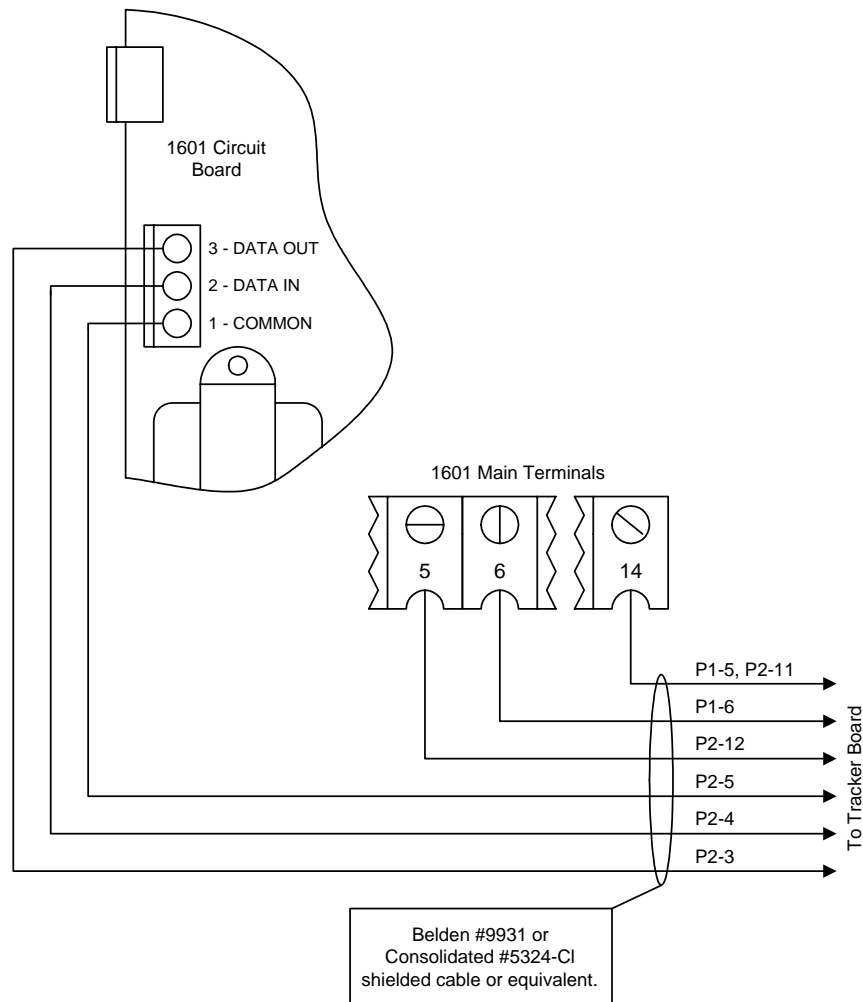 1601 Circuit
Board
3 - DATA OUT
2 - DATA IN
1 - COMMON
1601 Main Terminals
5
6
14
P1-5, P2-11
P1-6
P2-12
P2-5
P2-4
P2-3
To Tracker Board
Belden #9931 or
Consolidated #5324-Cl
shielded cable or equivalent.